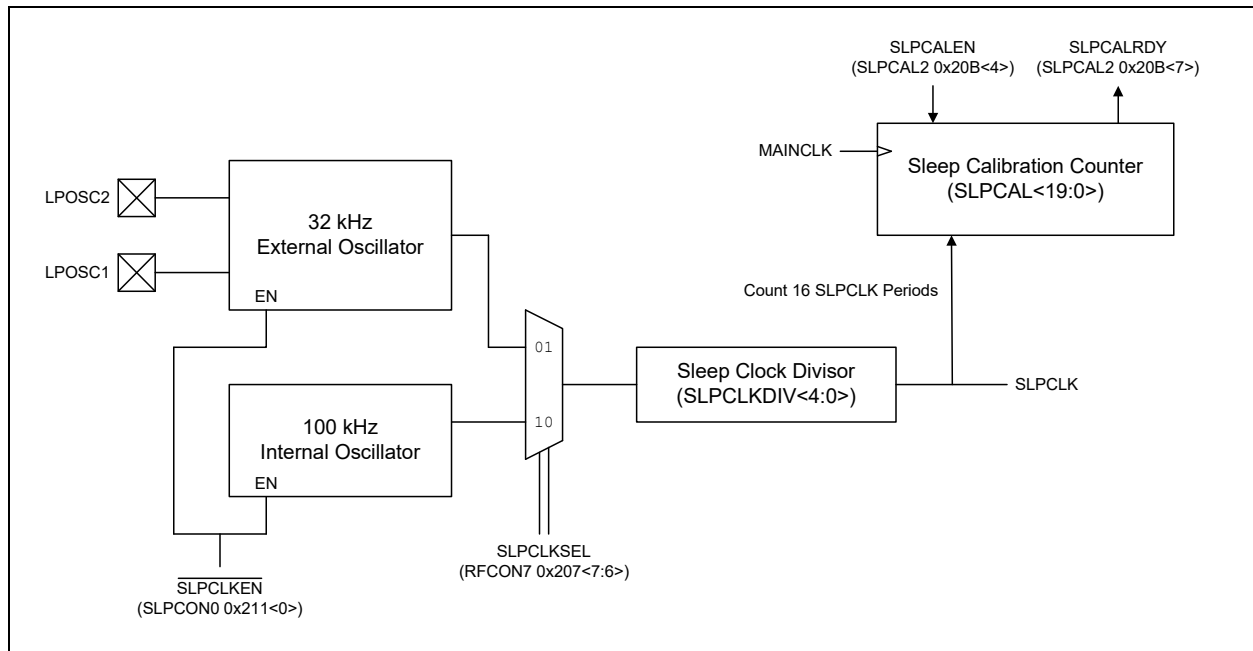 SLPCALEN
(SLPCAL2 0x20B<4>)
SLPCALRDY
(SLPCAL2 0x20B<7>)
MAINCLK
Sleep Calibration Counter
(SLPCAL<19:0>)
LPOSC2
LPOSC1
32 kHz
External Oscillator
EN
Count 16 SLPCLK Periods
01
10
Sleep Clock Divisor
(SLPCLKDIV<4:0>)
SLPCLK
100 kHz
Internal Oscillator
EN
SLPCLKEN
(SLPCON0 0x211<0>)
SLPCLKSEL
(RFCON7 0x207<7:6>)